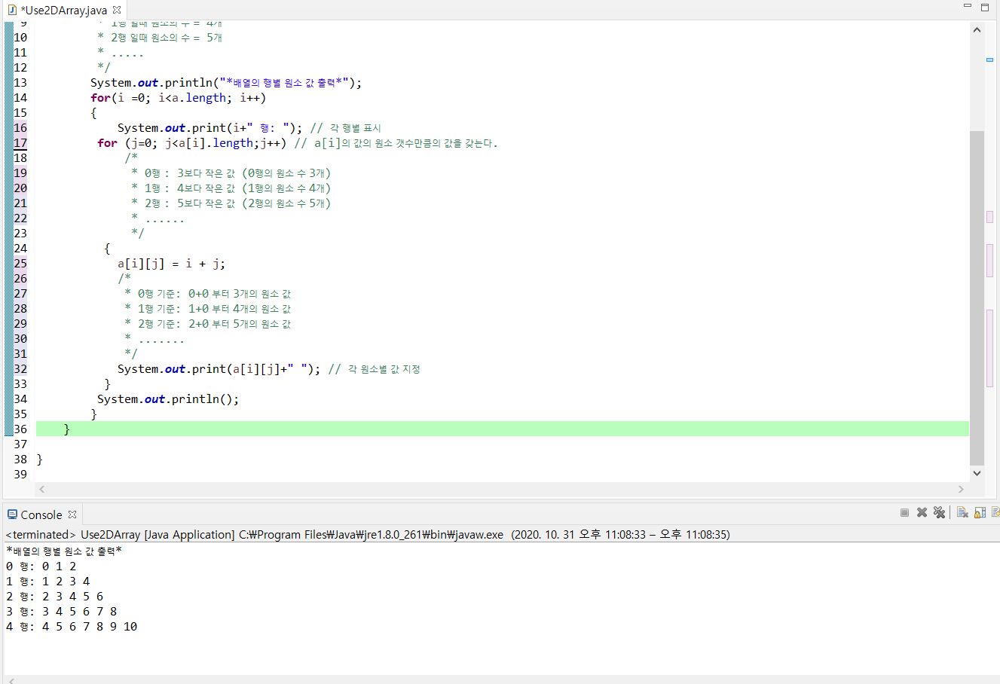 *Use2DArray.java
9 * 1행 일때 원소의 수 = 4개
10 * 2행 일때 원소의 수 = 5개
11 * .....
12 */
13 System.out.println("*배열의 행별 원소 값 출력*");
14 for(i =0; i<a.length; i++)
15 {
16 System.out.print(i+" 행: "); // 각 행별 표시
17 for (j=0; j<a[i].length;j++) // a[i]의 값의 원소 갯수만큼의 값을 갖는다.
18 /*
19 * 0행 : 3보다 작은 값 (0행의 원소 수 3개)
20 * 1행 : 4보다 작은 값 (1행의 원소 수 4개)
21 * 2행 : 5보다 작은 값 (2행의 원소 수 5개)
22 * ......
23 */
24 {
25 a[i][j] = i + j;
26 /*
27 * 0행 기준: 0+0 부터 3개의 원소 값
28 * 1행 기준: 1+0 부터 4개의 원소 값
29 * 2행 기준: 2+0 부터 5개의 원소 값
30 * .......
31 */
32 System.out.print(a[i][j]+" "); // 각 원소별 값 지정
33 }
34 System.out.println();
35 }
36 }
37
38 }
39
Console
<terminated> Use2DArray [Java Application] C:₩Program Files₩Java₩jre1.8.0_261₩bin₩javaw.exe (2020. 10. 31 오후 11:08:33 – 오후 11:08:35)
*배열의 행별 원소 값 출력*
0 행: 0 1 2
1 행: 1 2 3 4
2 행: 2 3 4 5 6
3 행: 3 4 5 6 7 8
4 행: 4 5 6 7 8 9 10